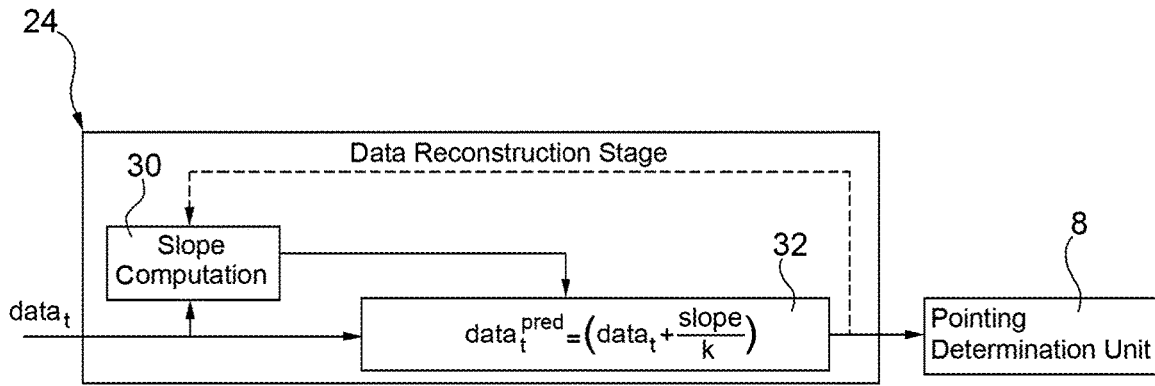 24
Data Reconstruction Stage
30
Slope
Computation
32
8
data_t
data_t^pred = (data_t + slope/k)
Pointing
Determination Unit